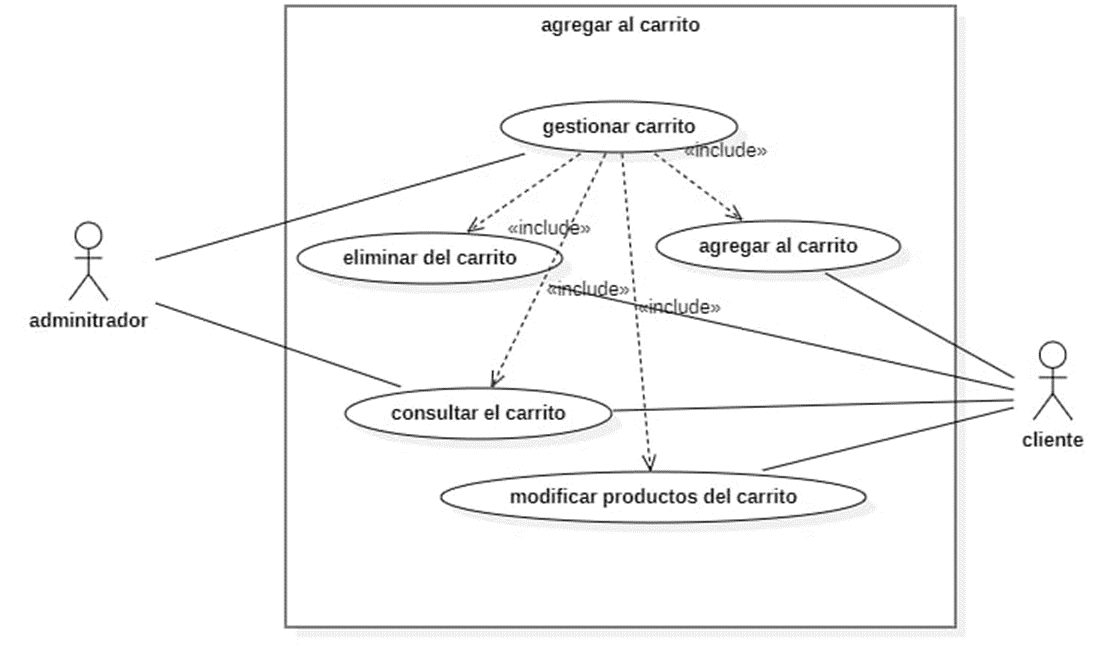 agregar al carrito
gestionar carrito
«include»
«include»
eliminar del carrito
agregar al carrito
«include»
«include»
adminitrador
consultar el carrito
cliente
modificar productos del carrito